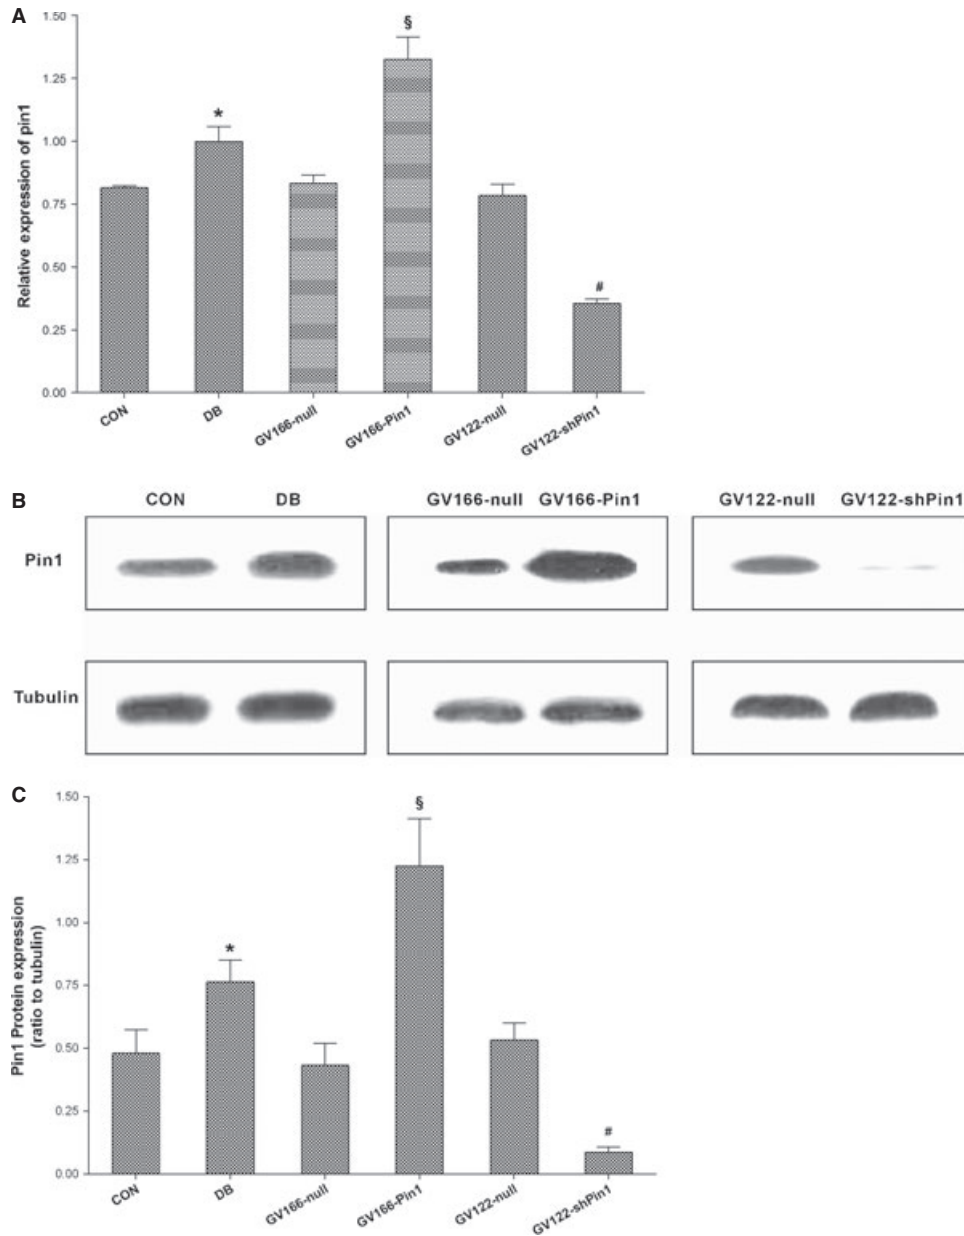 A
Relative expression of pin1
1.50
1.25
1.00
0.75
0.50
0.25
0.00
*
§
#
CON
DB
GV166-null
GV166-Pin1
GV122-null
GV122-shPin1
B
CON DB GV166-null GV166-Pin1 GV122-null GV122-shPin1
Pin1
Tubulin
C
Pin1 Protein expression
(ratio to tubulin)
1.50
1.25
1.00
0.75
0.50
0.25
0.00
*
§
#
CON
DB
GV166-null
GV166-Pin1
GV122-null
GV122-shPin1